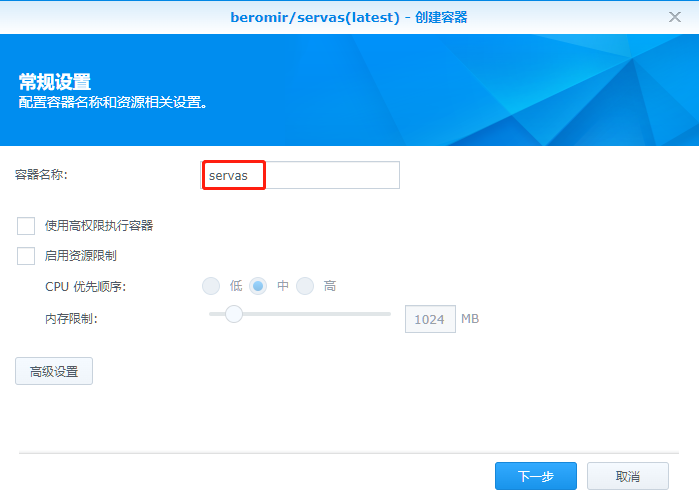 beromir/servas(latest) - 创建容器
常规设置
配置容器名称和资源相关设置。
容器名称: servas
使用高权限执行容器
启用资源限制
CPU 优先顺序: 低 中 高
内存限制: 1024 MB
高级设置
下一步 取消